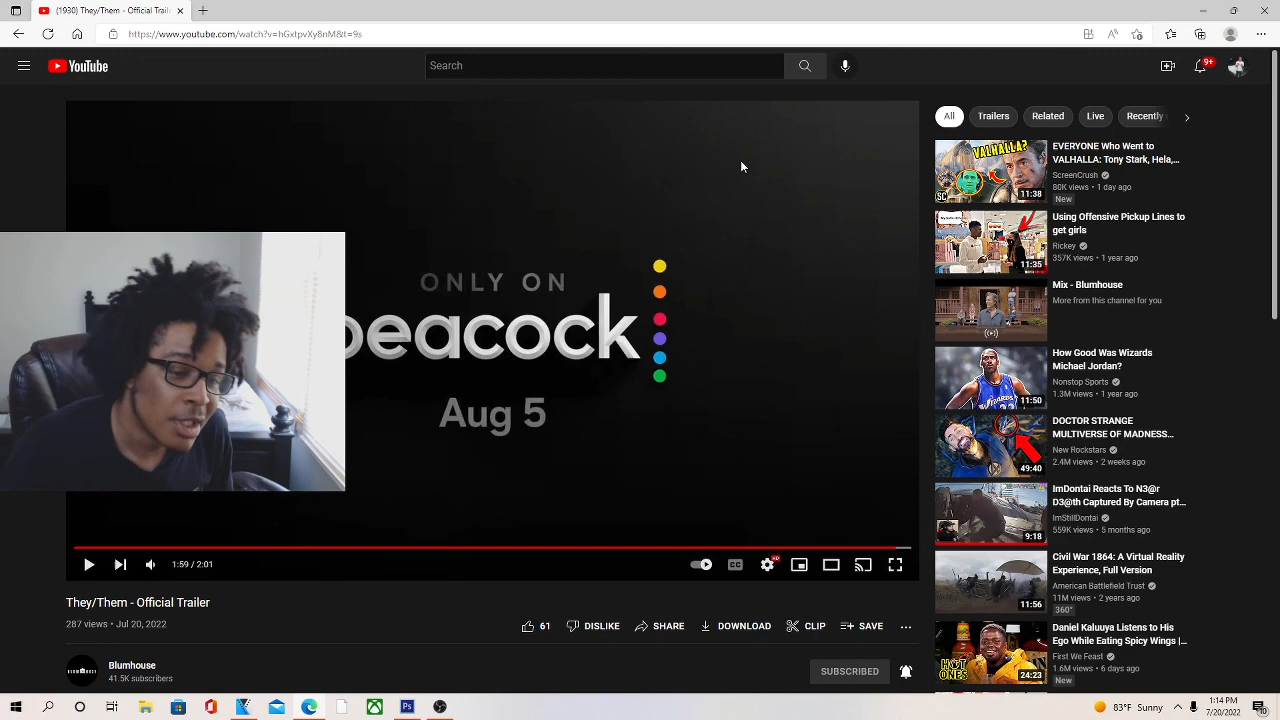 (1930) They/Them - Official Trail
https://www.youtube.com/watch?v=hGxtpvXy8nM&t=9s
YouTube
Search
9+
ONLY ON
peacock
Aug 5
1:59 / 2:01
CC
HD
They/Them - Official Trailer
287 views • Jul 20, 2022
61
DISLIKE
SHARE
DOWNLOAD
CLIP
SAVE
Blumhouse
41.5K subscribers
SUBSCRIBED
All
Trailers
Related
Live
Recently
VALHALLA?
SC
11:38
EVERYONE Who Went to
VALHALLA: Tony Stark, Hela,...
ScreenCrush
80K views • 1 day ago
New
11:35
Using Offensive Pickup Lines to
get girls
Rickey
357K views • 1 year ago
Mix - Blumhouse
More from this channel for you
11:50
How Good Was Wizards
Michael Jordan?
Nonstop Sports
1.3M views • 1 year ago
49:40
DOCTOR STRANGE
MULTIVERSE OF MADNESS...
New Rockstars
2.4M views • 2 weeks ago
9:18
ImDontai Reacts To N3@r
D3@th Captured By Camera pt...
ImStillDontai
559K views • 5 months ago
11:56
Civil War 1864: A Virtual Reality
Experience, Full Version
American Battlefield Trust
11M views • 2 years ago
360°
HOT
ONES
24:23
Daniel Kaluuya Listens to His
Ego While Eating Spicy Wings |...
First We Feast
1.6M views • 6 days ago
New
Ps
83°F Sunny
1:14 PM
7/20/2022